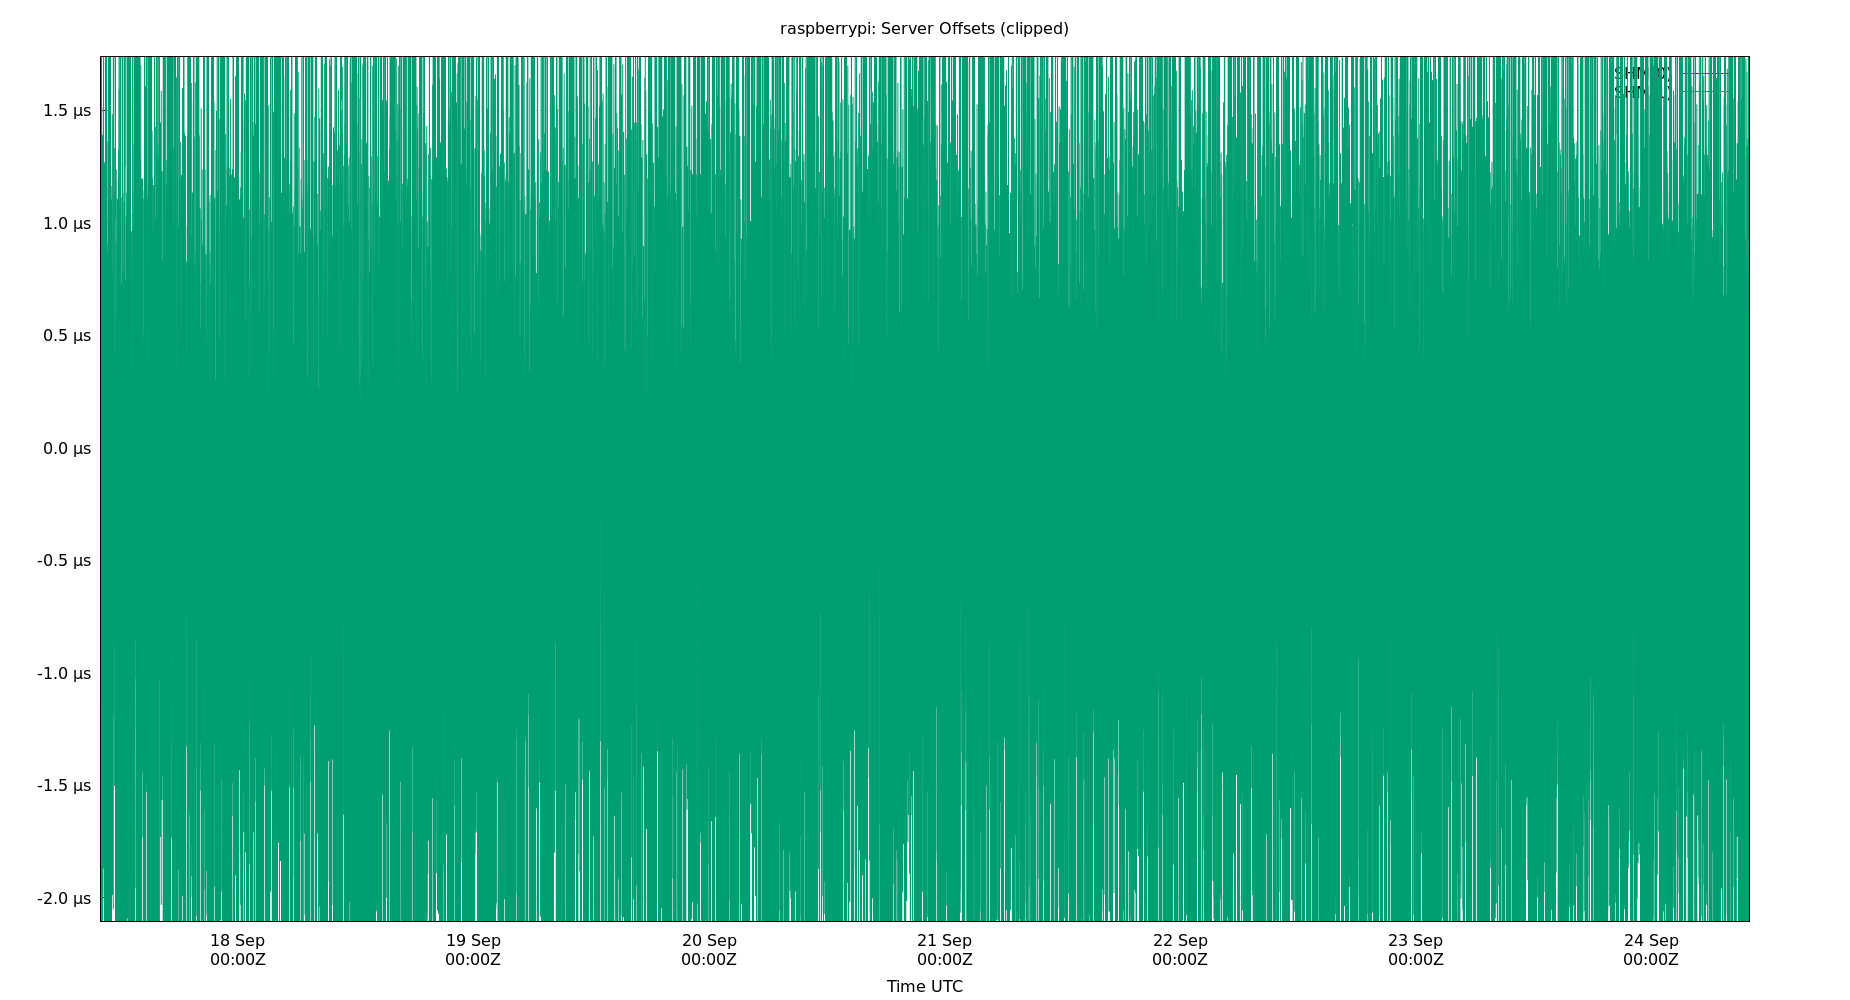 raspberrypi: Server Offsets (clipped)
1.5 µs
1.0 µs
0.5 µs
0.0 µs
-0.5 µs
-1.0 µs
-1.5 µs
-2.0 µs
18 Sep 19 Sep 20 Sep 21 Sep 22 Sep 23 Sep 24 Sep
00:00Z 00:00Z 00:00Z 00:00Z 00:00Z 00:00Z 00:00Z
Time UTC